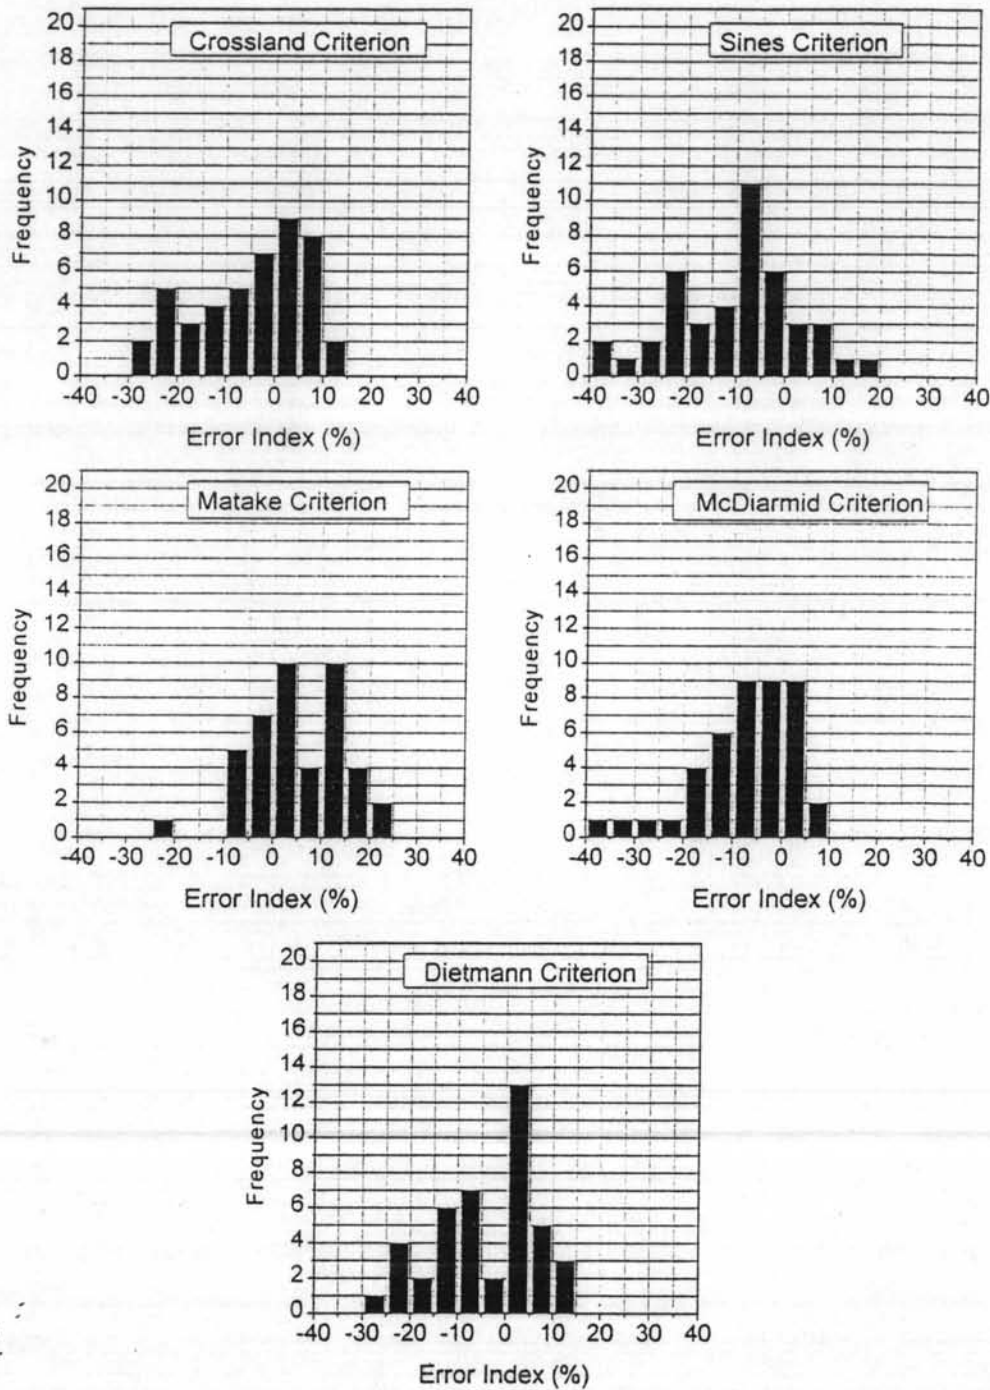 Crossland Criterion
20
18
16
14
12
10
8
6
4
2
0
Frequency
-40 -30 -20 -10 0 10 20 30 40
Error Index (%)
Sines Criterion
20
18
16
14
12
10
8
6
4
2
0
Frequency
-40 -30 -20 -10 0 10 20 30 40
Error Index (%)
Matake Criterion
20
18
16
14
12
10
8
6
4
2
0
Frequency
-40 -30 -20 -10 0 10 20 30 40
Error Index (%)
McDiarmid Criterion
20
18
16
14
12
10
8
6
4
2
0
Frequency
-40 -30 -20 -10 0 10 20 30 40
Error Index (%)
Dietmann Criterion
20
18
16
14
12
10
8
6
4
2
0
Frequency
-40 -30 -20 -10 0 10 20 30 40
Error Index (%)